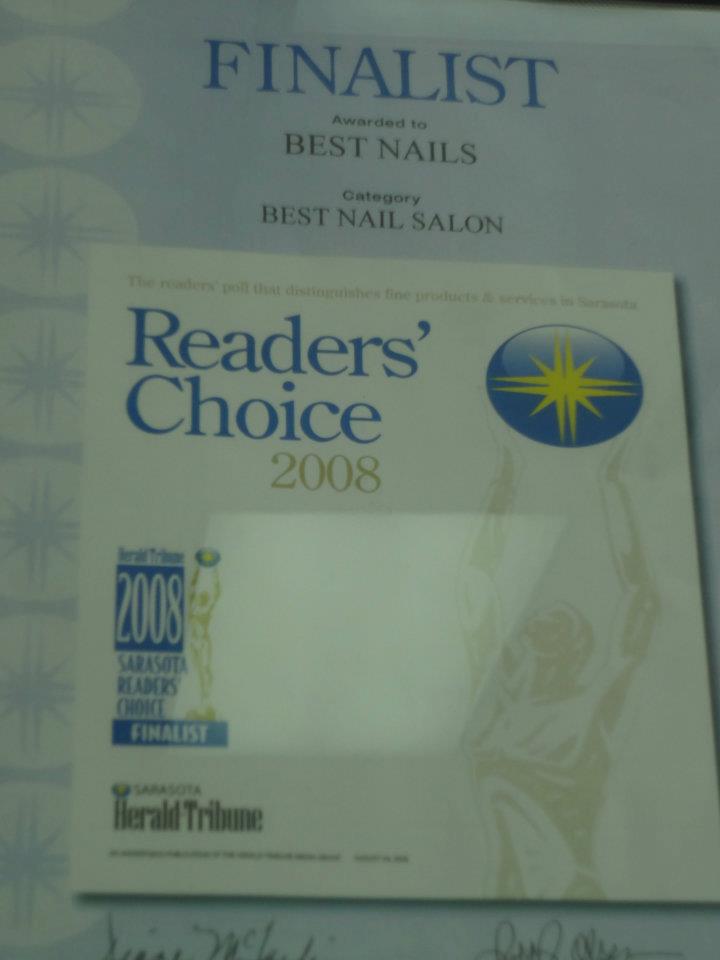 FINALIST
Awarded to
BEST NAILS
Category
BEST NAIL SALON
The readers' poll that distinguishes fine products & services in Sarasota
Readers'
Choice
2008
Herald Tribune
2008
SARASOTA
READERS'
CHOICE
FINALIST
SARASOTA
Herald-Tribune